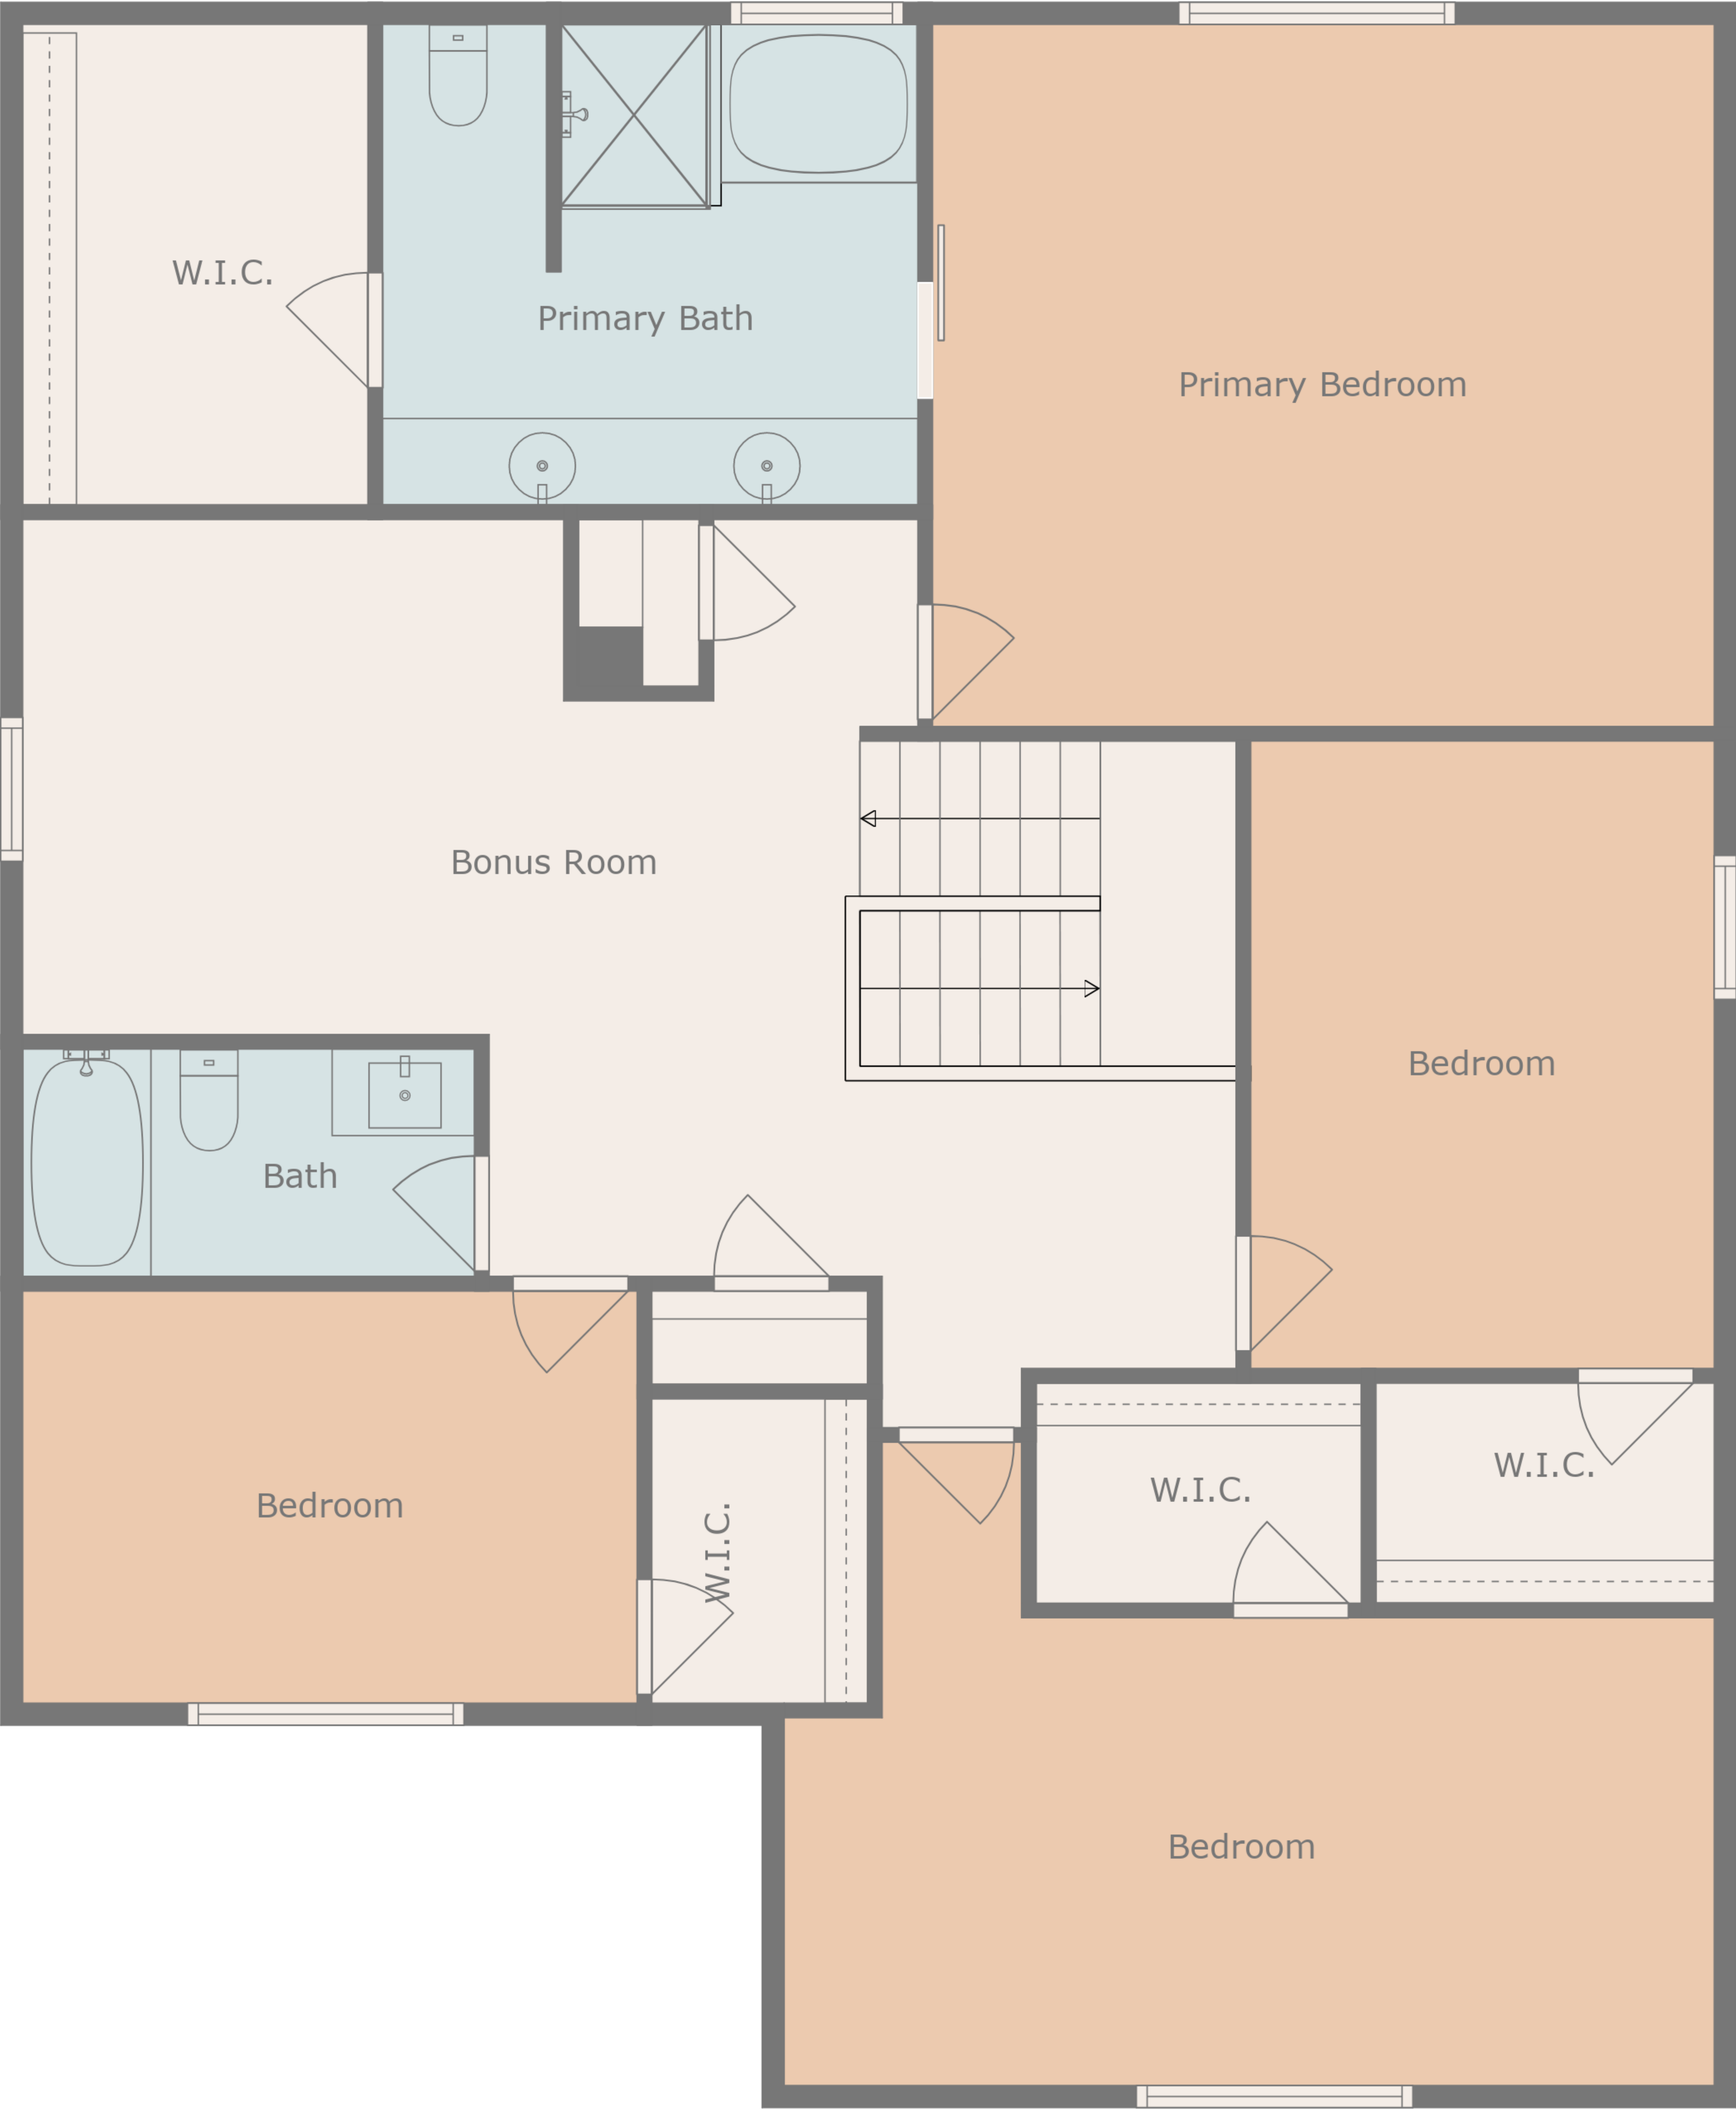 W.I.C.
Primary Bath
Primary Bedroom
Bonus Room
Bedroom
Bath
W.I.C.
W.I.C.
Bedroom
W.I.C.
Bedroom